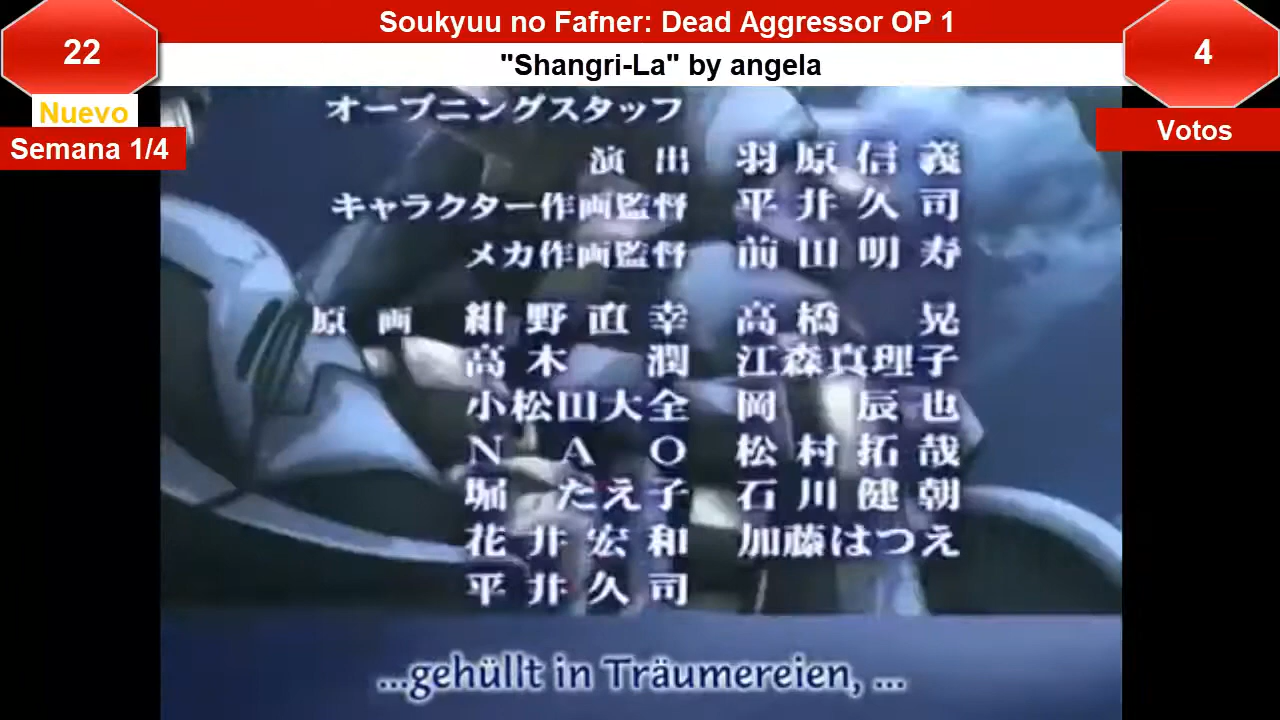 22
Soukyuu no Fafner: Dead Aggressor OP 1
"Shangri-La" by angela
4
Nuevo
Semana 1/4
Votos
オープニングスタッフ
演出 羽原信義
キャラクター作画監督 平井久司
メカ作画監督 前田明寿
原画 紺野直幸 高橋晃
高木潤 江森真理子
小松田大全 岡辰也
NAO 松村拓哉
堀たえ子 石川健朝
花井宏和 加藤はつえ
平井久司
...gehüllt in Träumereien, ...